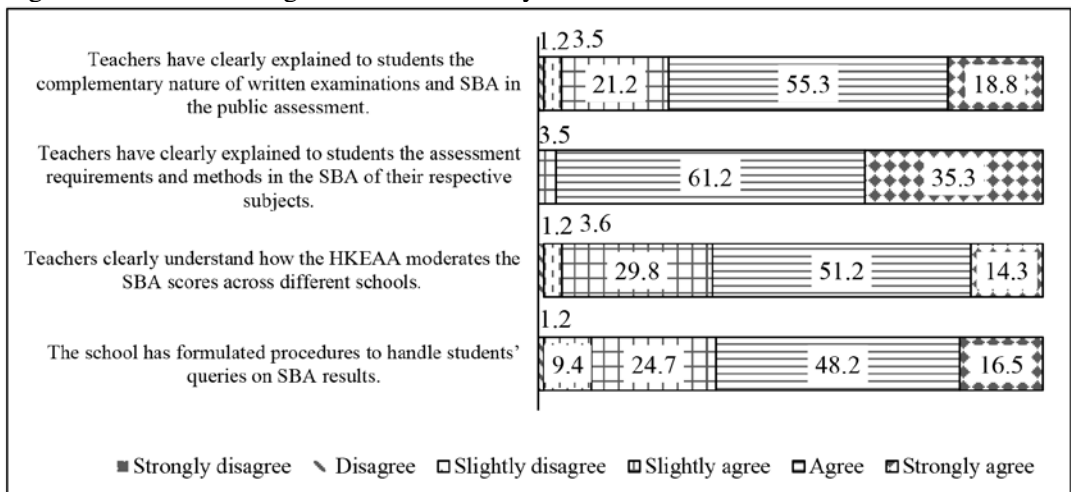 1.2 3.5
Teachers have clearly explained to students the
complementary nature of written examinations and SBA in
the public assessment.
21.2 55.3 18.8
3.5
Teachers have clearly explained to students the assessment
requirements and methods in the SBA of their respective
subjects.
61.2 35.3
1.2 3.6
Teachers clearly understand how the HKEAA moderates the
SBA scores across different schools.
29.8 51.2 14.3
1.2
The school has formulated procedures to handle students’
queries on SBA results.
9.4 24.7 48.2 16.5
Strongly disagree Disagree Slightly disagree Slightly agree Agree Strongly agree